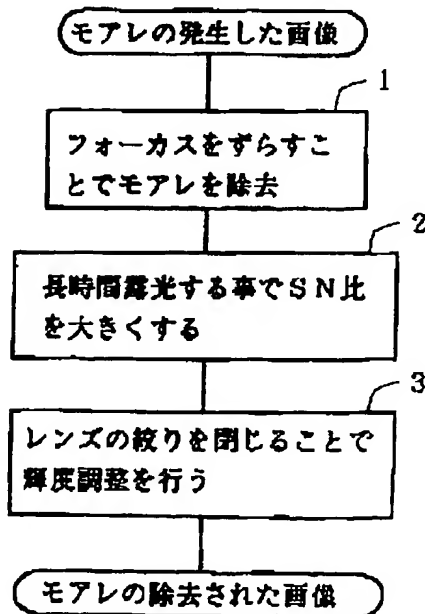 モアレの発生した画像
1
フォーカスをずらすこ
とでモアレを除去
2
長時間露光する事でSN比
を大きくする
3
レンズの絞りを閉じることで
輝度調整を行う
モアレの除去された画像